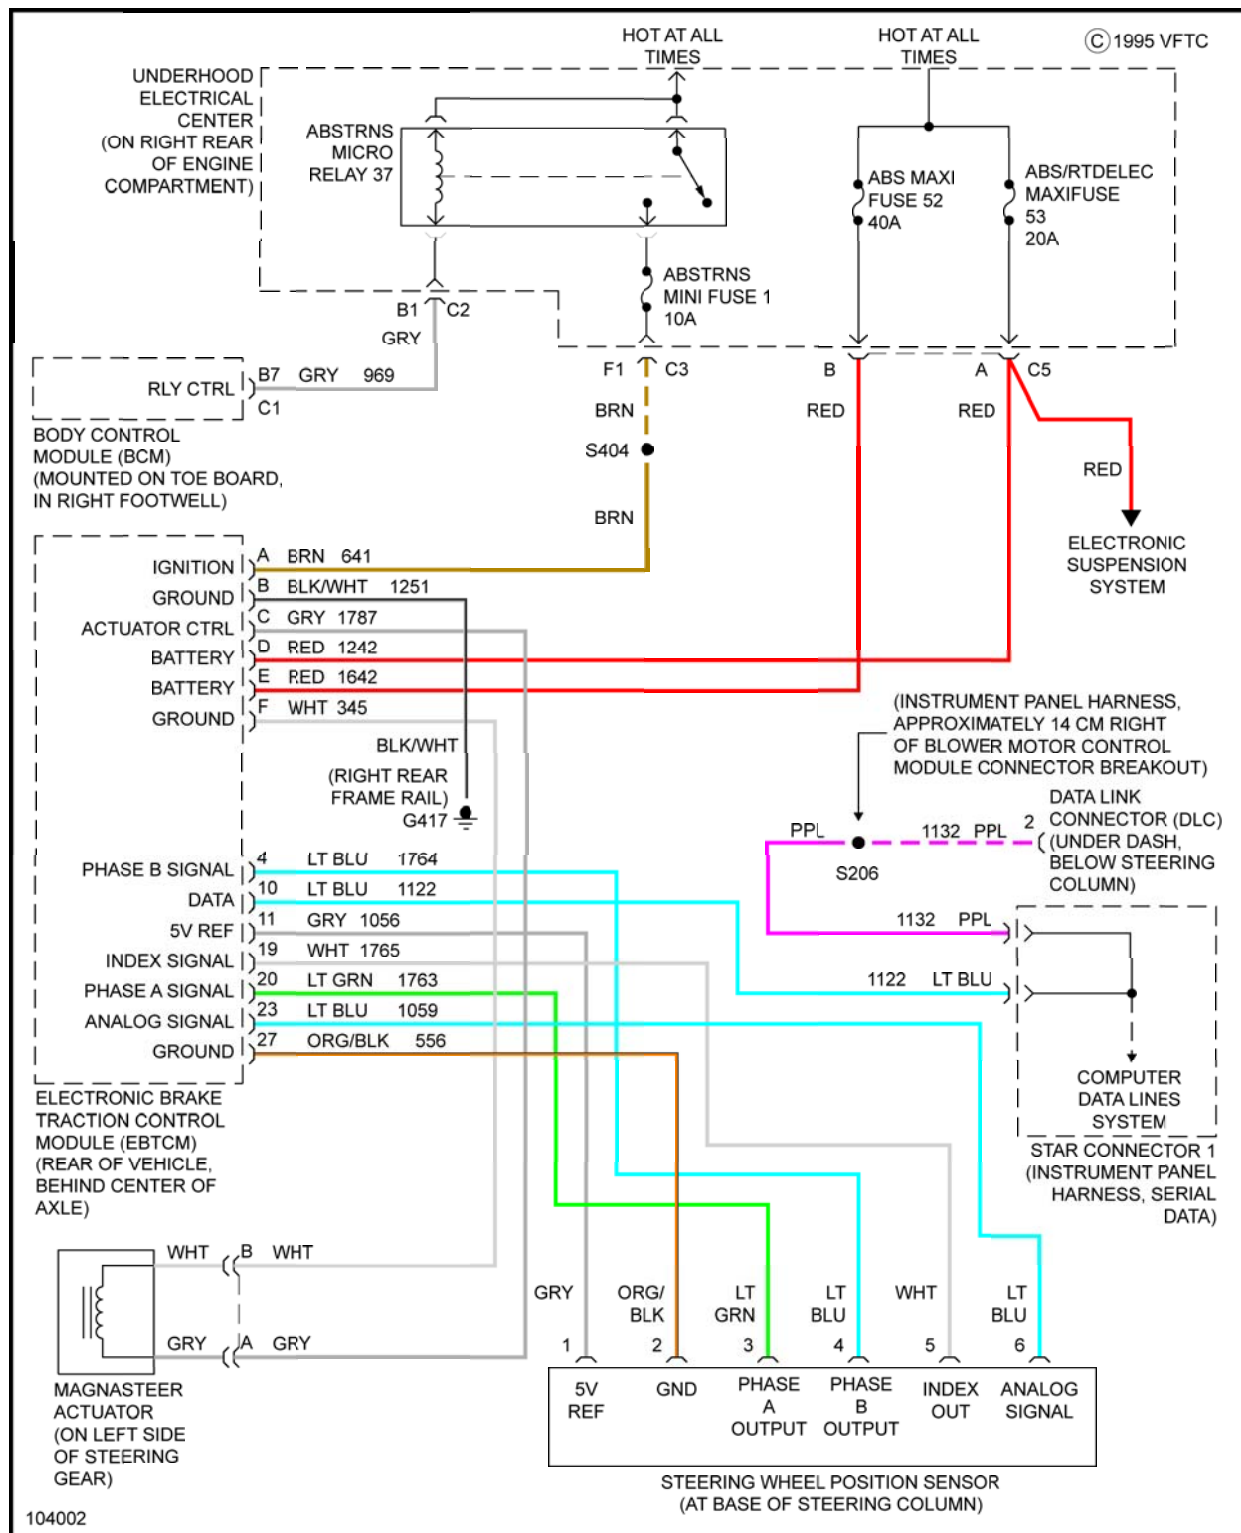 HOT AT ALL
TIMES
HOT AT ALL
TIMES
© 1995 VFTC
UNDERHOOD
ELECTRICAL
CENTER
(ON RIGHT REAR
OF ENGINE
COMPARTMENT)
ABSTRNS
MICRO
RELAY 37
ABS MAXI
FUSE 52
40A
ABS/RTDELEC
MAXIFUSE
53
20A
ABSTRNS
MINI FUSE 1
10A
B1
C2
GRY
F1
C3
B
A
C5
RLY CTRL
B7
GRY
969
C1
BRN
RED
RED
BODY CONTROL
MODULE (BCM)
(MOUNTED ON TOE BOARD,
IN RIGHT FOOTWELL)
S404
RED
BRN
ELECTRONIC
SUSPENSION
SYSTEM
IGNITION
A
BRN
641
GROUND
B
BLK/WHT
1251
ACTUATOR CTRL
C
GRY
1787
BATTERY
D
RED
1242
BATTERY
E
RED
1642
GROUND
F
WHT
345
BLK/WHT
(RIGHT REAR
FRAME RAIL)
G417
(INSTRUMENT PANEL HARNESS,
APPROXIMATELY 14 CM RIGHT
OF BLOWER MOTOR CONTROL
MODULE CONNECTOR BREAKOUT)
PPL
S206
1132
PPL
2
DATA LINK
CONNECTOR (DLC)
(UNDER DASH,
BELOW STEERING
COLUMN)
PHASE B SIGNAL
4
LT BLU
1764
DATA
10
LT BLU
1122
5V REF
11
GRY
1056
INDEX SIGNAL
19
WHT
1765
PHASE A SIGNAL
20
LT GRN
1763
ANALOG SIGNAL
23
LT BLU
1059
GROUND
27
ORG/BLK
556
1132
PPL
1122
LT BLU
COMPUTER
DATA LINES
SYSTEM
STAR CONNECTOR 1
(INSTRUMENT PANEL
HARNESS, SERIAL
DATA)
ELECTRONIC BRAKE
TRACTION CONTROL
MODULE (EBTCM)
(REAR OF VEHICLE,
BEHIND CENTER OF
AXLE)
WHT
B
WHT
GRY
A
GRY
MAGNASTEER
ACTUATOR
(ON LEFT SIDE
OF STEERING
GEAR)
GRY
ORG/
BLK
LT
GRN
LT
BLU
WHT
LT
BLU
1
2
3
4
5
6
5V
REF
GND
PHASE
A
OUTPUT
PHASE
B
OUTPUT
INDEX
OUT
ANALOG
SIGNAL
STEERING WHEEL POSITION SENSOR
(AT BASE OF STEERING COLUMN)
104002